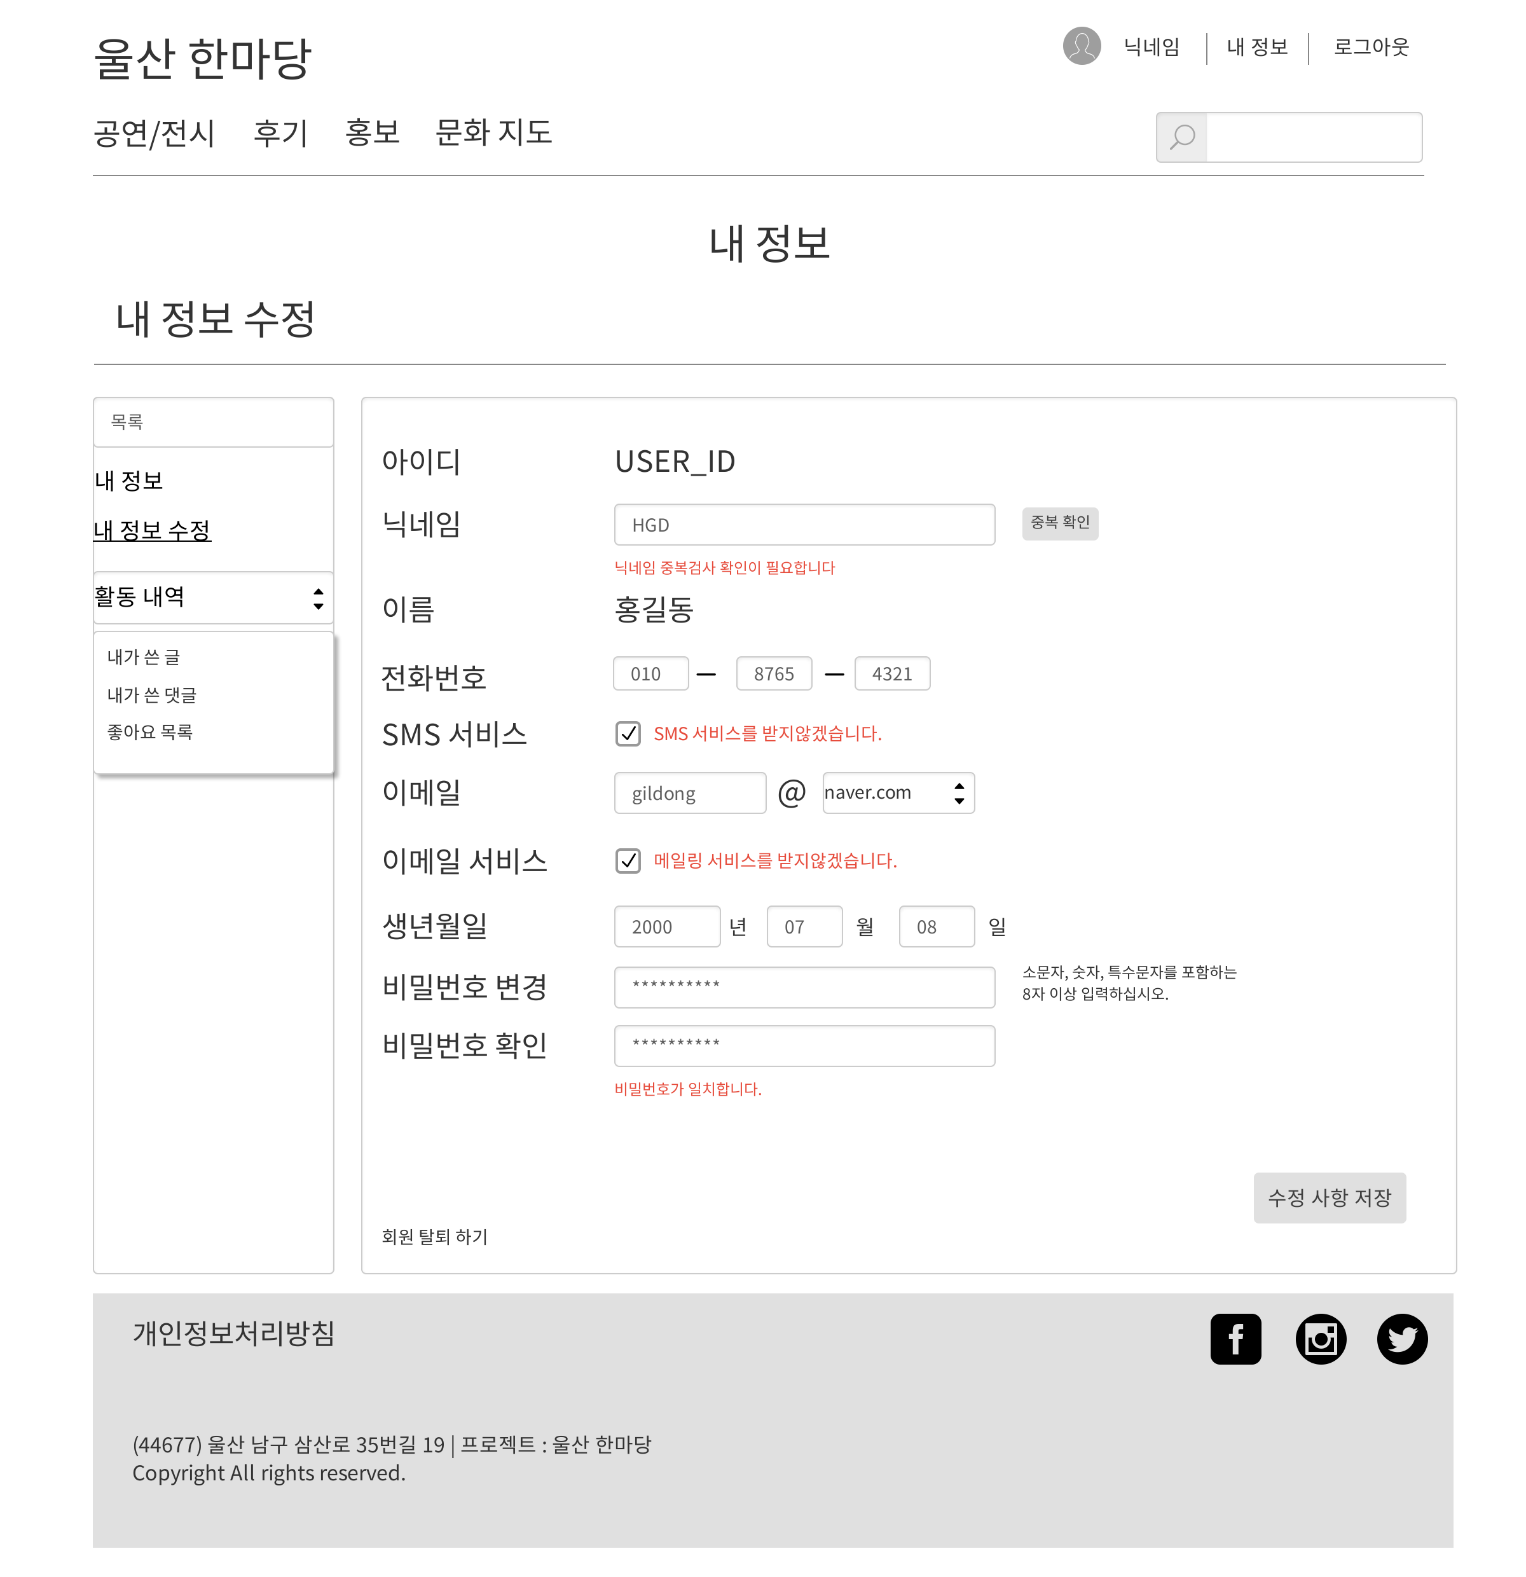 울산 한마당
닉네임 | 내 정보 | 로그아웃
공연/전시 후기 홍보 문화 지도
내 정보
내 정보 수정
목록
내 정보
내 정보 수정
활동 내역
내가 쓴 글
내가 쓴 댓글
좋아요 목록
아이디 USER_ID
닉네임 HGD 중복 확인
닉네임 중복검사 확인이 필요합니다
이름 홍길동
전화번호 010 — 8765 — 4321
SMS 서비스 SMS 서비스를 받지않겠습니다.
이메일 gildong @ naver.com
이메일 서비스 메일링 서비스를 받지않겠습니다.
생년월일 2000 년 07 월 08 일
비밀번호 변경 ********** 소문자, 숫자, 특수문자를 포함하는
8자 이상 입력하십시오.
비밀번호 확인 **********
비밀번호가 일치합니다.
수정 사항 저장
회원 탈퇴 하기
개인정보처리방침
(44677) 울산 남구 삼산로 35번길 19 | 프로젝트 : 울산 한마당
Copyright All rights reserved.